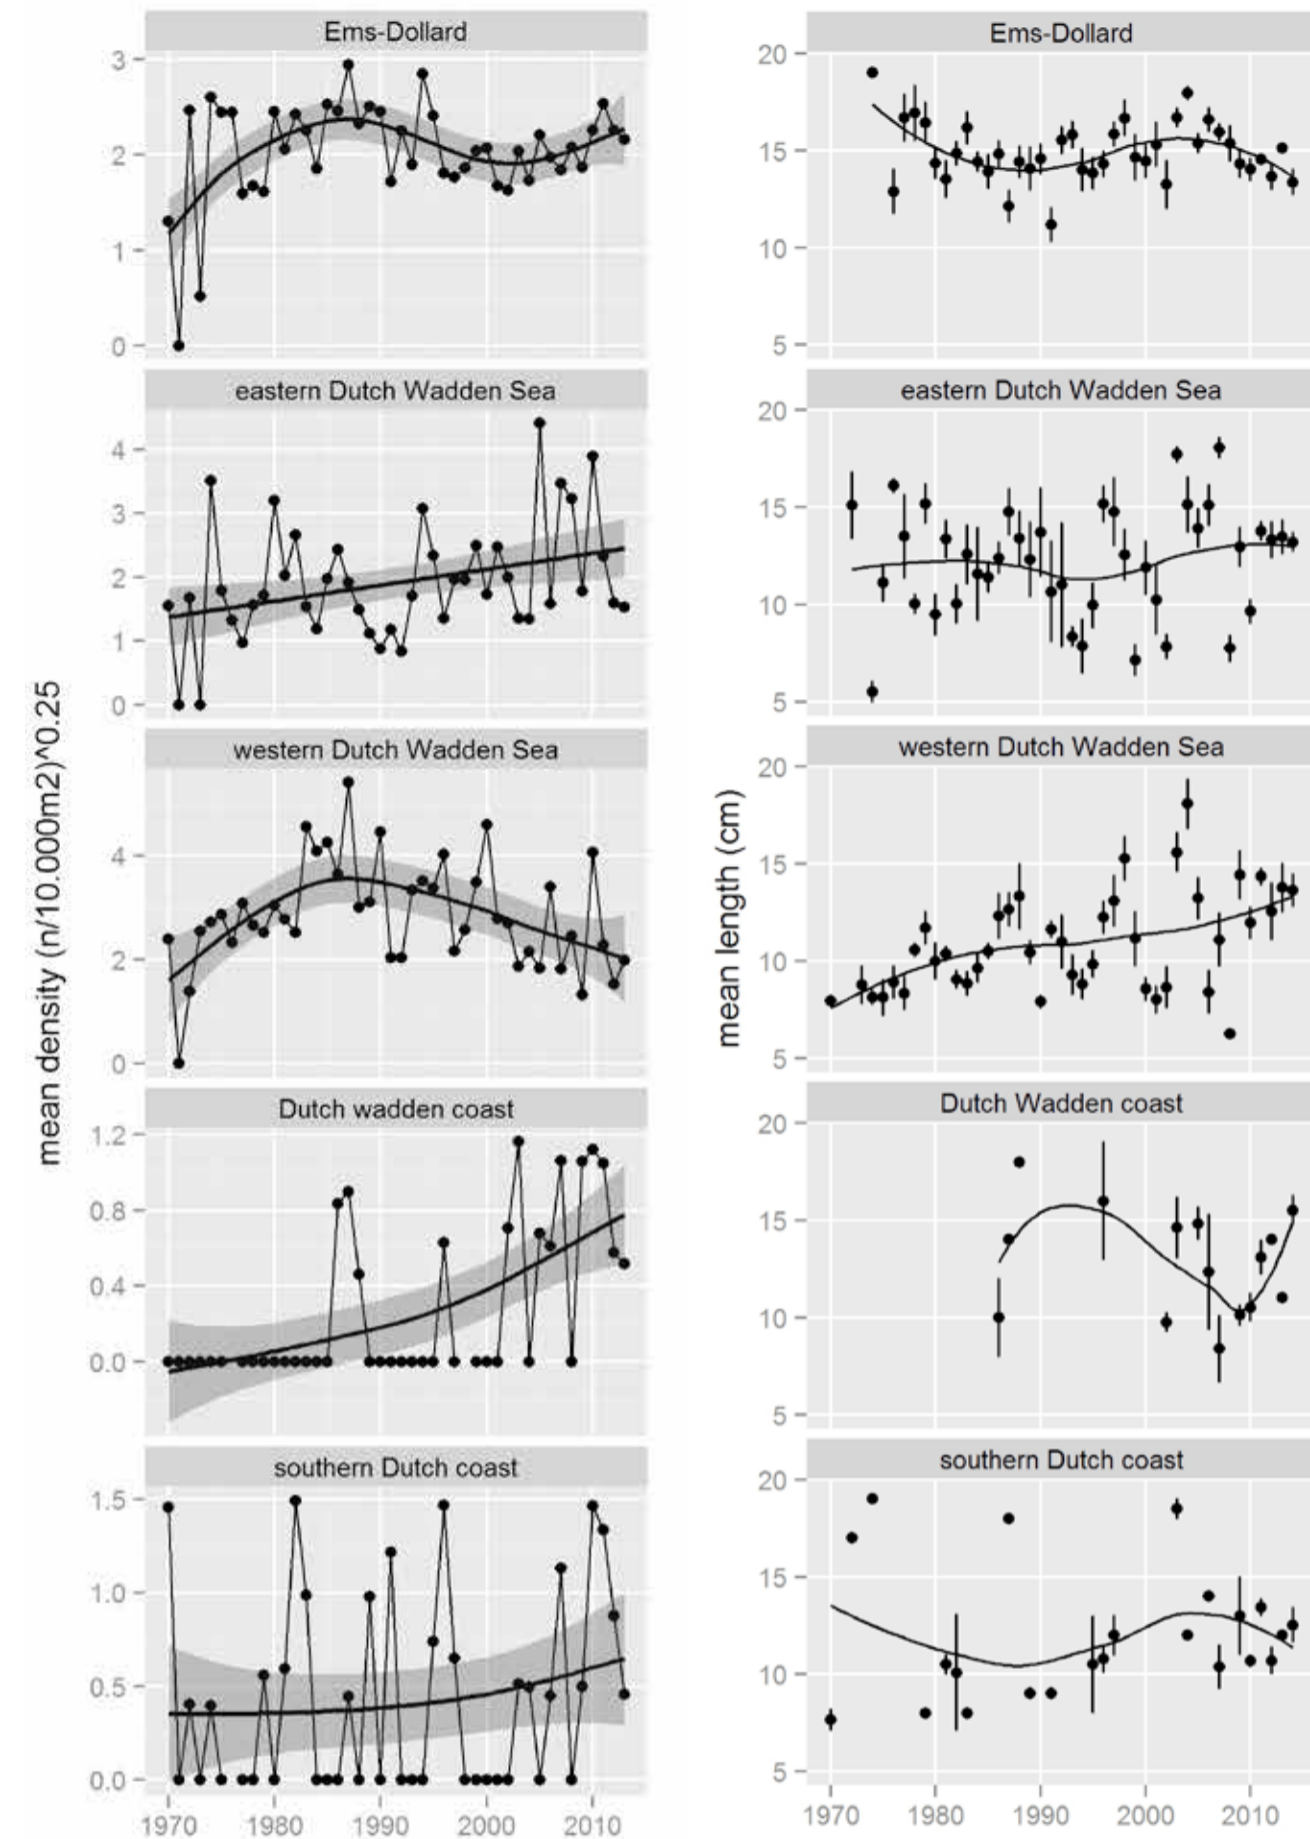 mean density (n/10.000m2)^0.25
Ems-Dollard
3
2
1
0
eastern Dutch Wadden Sea
4
3
2
1
0
western Dutch Wadden Sea
4
2
0
Dutch wadden coast
1.2
0.8
0.4
0.0
southern Dutch coast
1.5
1.0
0.5
0.0
1970 1980 1990 2000 2010
mean length (cm)
Ems-Dollard
20
15
10
5
eastern Dutch Wadden Sea
20
15
10
5
western Dutch Wadden Sea
20
15
10
5
Dutch Wadden coast
20
15
10
5
southern Dutch coast
20
15
10
5
1970 1980 1990 2000 2010